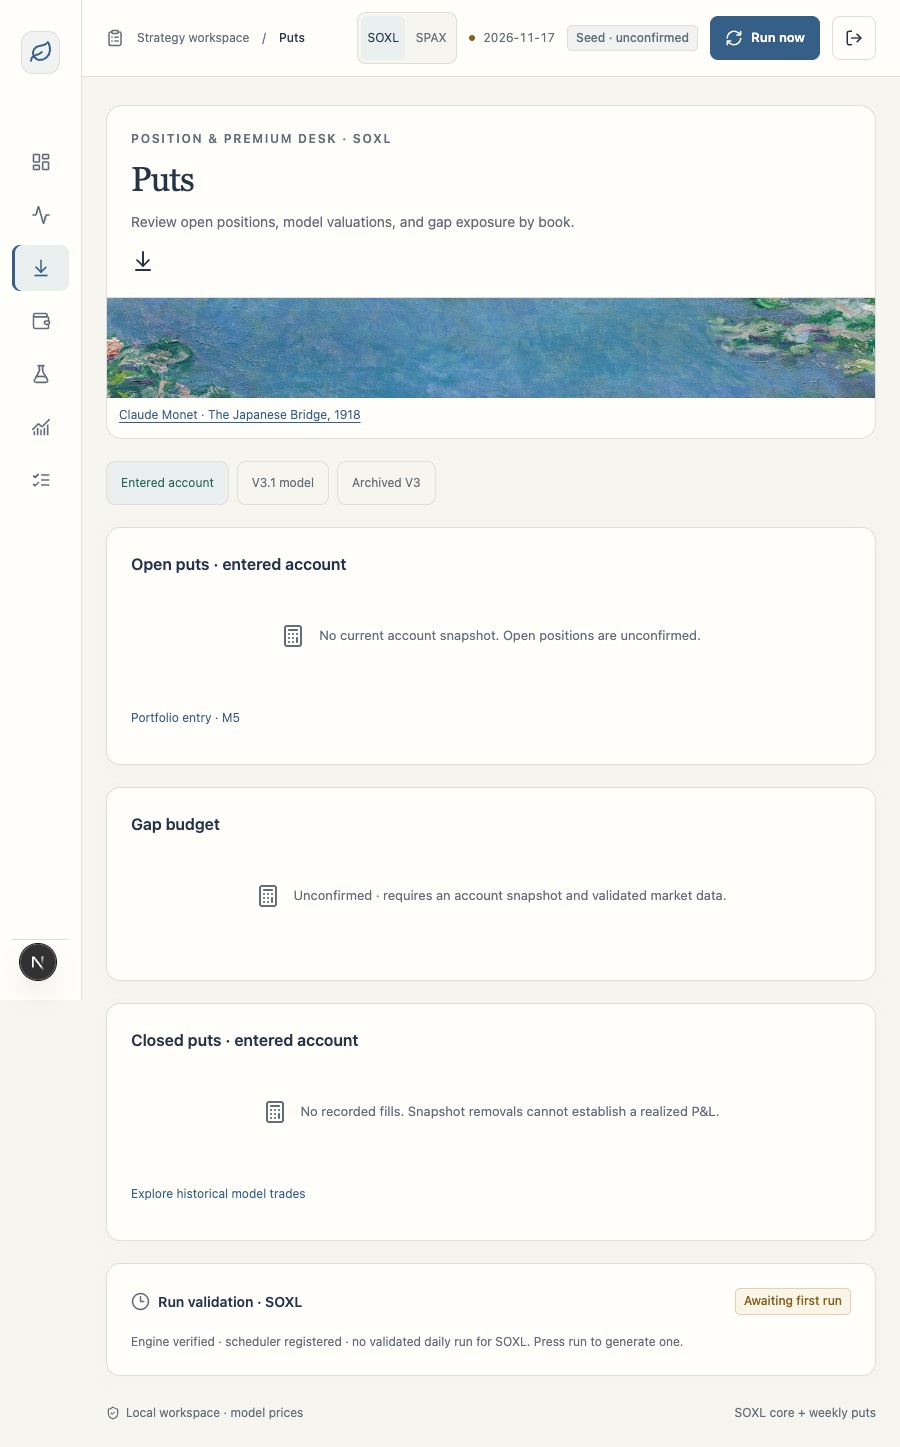 Strategy workspace / Puts
SOXL SPAX
2026-11-17
Seed · unconfirmed
Run now
POSITION & PREMIUM DESK · SOXL
Puts
Review open positions, model valuations, and gap exposure by book.
Claude Monet · The Japanese Bridge, 1918
Entered account
V3.1 model
Archived V3
Open puts · entered account
No current account snapshot. Open positions are unconfirmed.
Portfolio entry · M5
Gap budget
Unconfirmed · requires an account snapshot and validated market data.
N
Closed puts · entered account
No recorded fills. Snapshot removals cannot establish a realized P&L.
Explore historical model trades
Run validation · SOXL
Awaiting first run
Engine verified · scheduler registered · no validated daily run for SOXL. Press run to generate one.
Local workspace · model prices
SOXL core + weekly puts